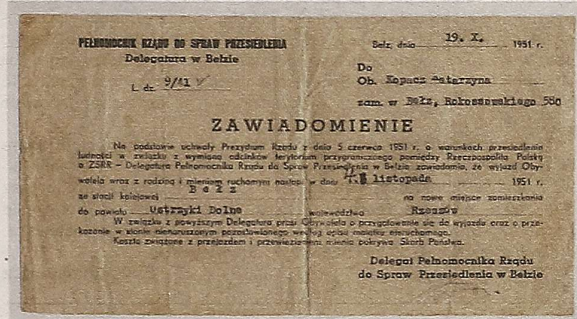 PEŁNOMOCNIK RZĄDU DO SPRAW PRZESIEDLENIA
Delegatura w Bełzie
L. dz. 9/41
Bełz, dnia 19. X. 1951 r.
Do
Ob. Kopacz Katarzyna
zam. w Bełz, Rokossowskiego 580
ZAWIADOMIENIE
Na podstawie uchwały Prezydium Rządu z dnia 5 czerwca 1951 r. o warunkach przesiedlenia
ludności w związku z wymianą odcinków terytorium przygranicznego pomiędzy Rzeczpospolitą Polską
a ZSRR – Delegatura Pełnomocnika Rządu do Spraw Przesiedlenia w Bełzie zawiadamia, że wyjazd Oby-
watela wraz z rodziną i mieniem ruchomym nastąpi w dniu listopada 1951 r.
ze stacji kolejowej Bełz na nowe miejsce zamieszkania
do powiatu Ustrzyki Dolne województwa Rzeszów
W związku z powyższym Delegatura prosi Obywatela o przygotowanie się do wyjazdu oraz o prze-
kazanie w stanie nienaruszonym pozostawionego według opisu majątku nieruchomego.
Koszta związane z przejazdem i przewiezieniem mienia pokrywa Skarb Państwa.
Delegat Pełnomocnika Rządu
do Spraw Przesiedlenia w Bełzie